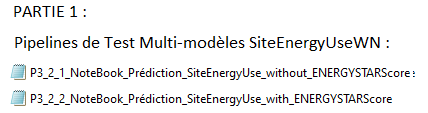 PARTIE 1 :
Pipelines de Test Multi-modèles SiteEnergyUseWN :
P3_2_1_NoteBook_Prédiction_SiteEnergyUse_without_ENERGYSTARScore
P3_2_2_NoteBook_Prédiction_SiteEnergyUse_with_ENERGYSTARScore